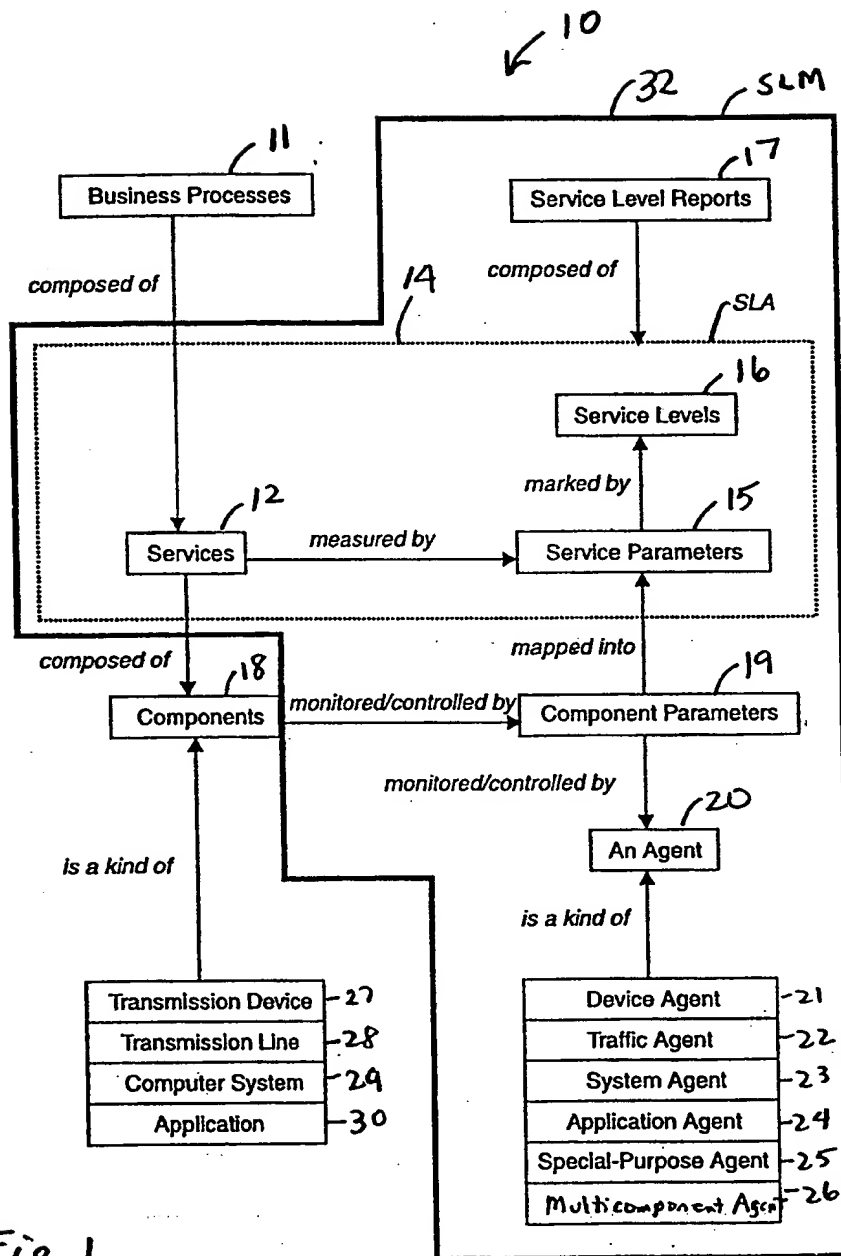 10
32 SLM
11
17
Business Processes
Service Level Reports
composed of
composed of
14
SLA
16
Service Levels
marked by
12
15
Services
measured by
Service Parameters
composed of
mapped into
18
19
Components
monitored/controlled by
Component Parameters
monitored/controlled by
20
An Agent
is a kind of
is a kind of
Transmission Device 27
Transmission Line 28
Computer System 29
Application 30
Device Agent 21
Traffic Agent 22
System Agent 23
Application Agent 24
Special-Purpose Agent 25
Multicomponent Agent 26
Fig. 1